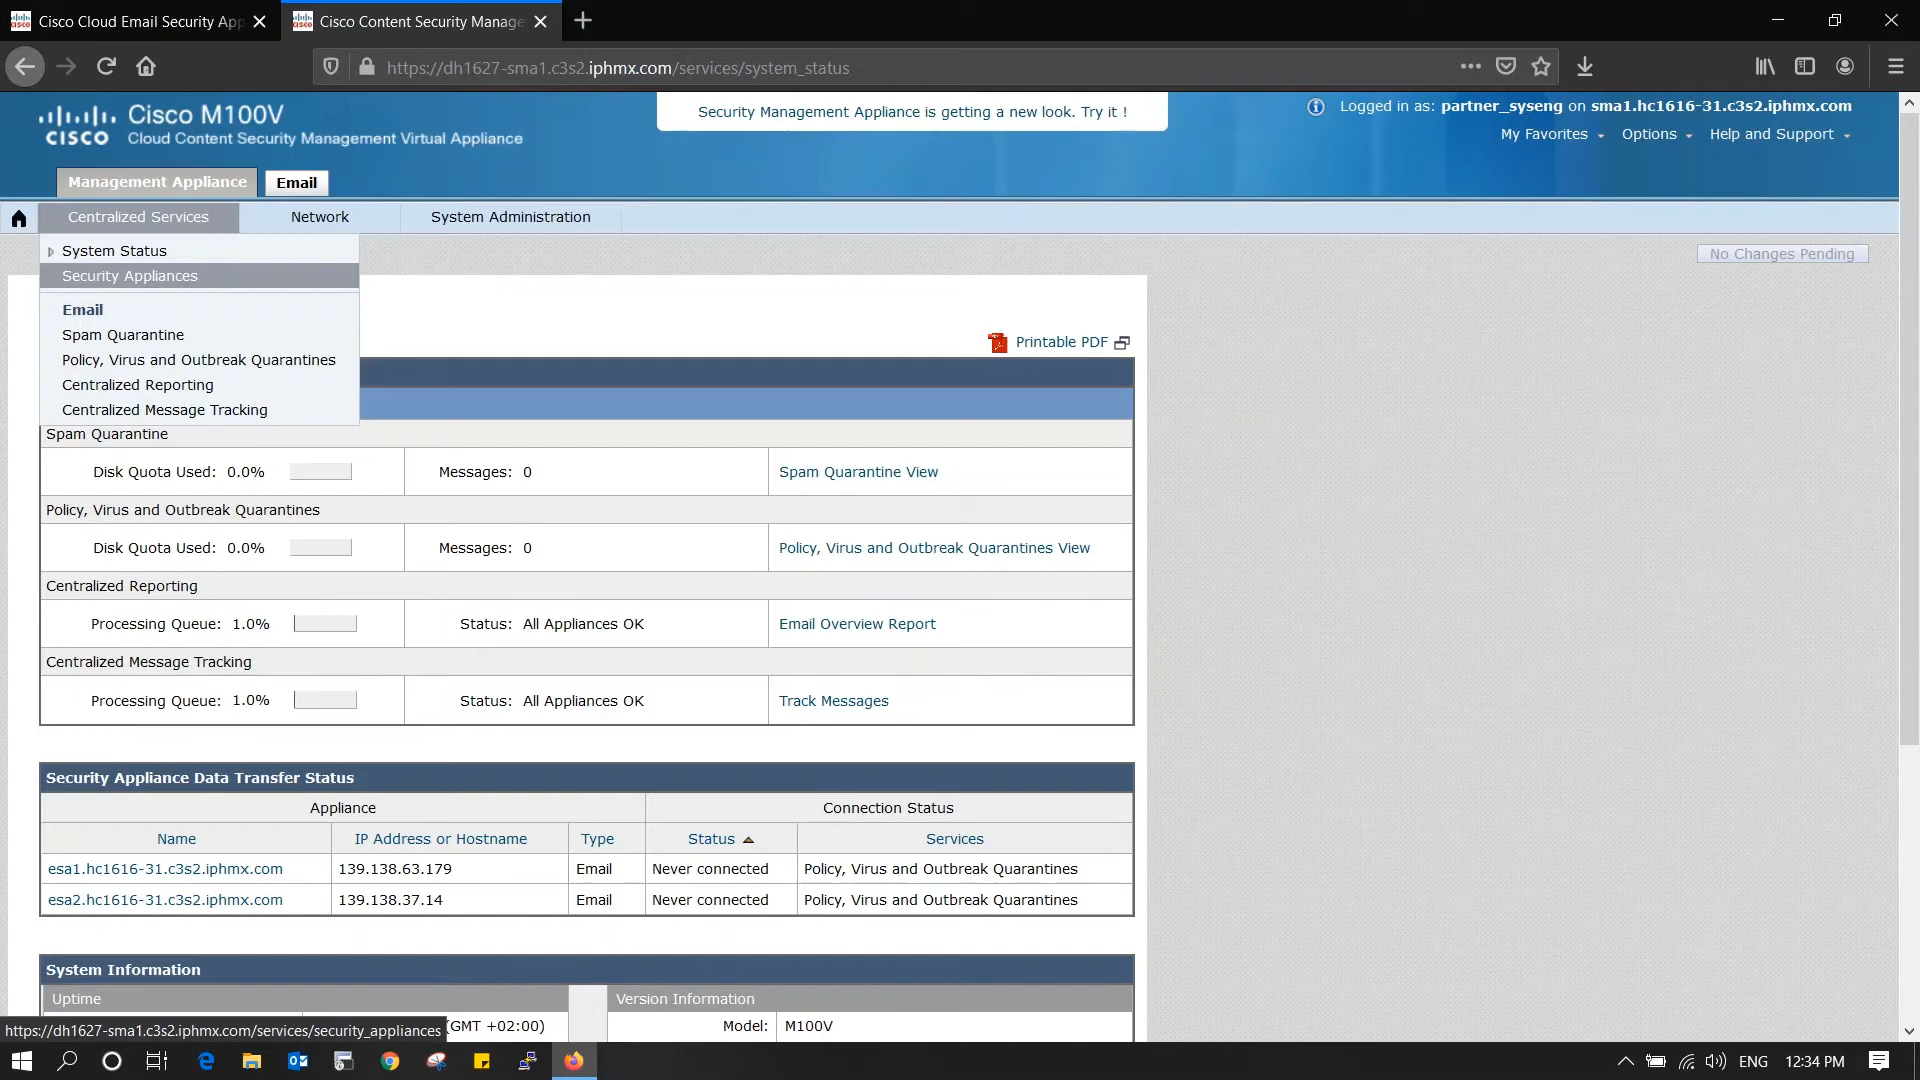 Cisco Cloud Email Security App
Cisco Content Security Manage
https://dh1627-sma1.c3s2.iphmx.com/services/system_status
CISCO
Cisco M100V
Cloud Content Security Management Virtual Appliance
Security Management Appliance is getting a new look. Try it !
Logged in as: partner_syseng on sma1.hc1616-31.c3s2.iphmx.com
My Favorites Options Help and Support
Management Appliance Email
Centralized Services Network System Administration
No Changes Pending
System Status
Security Appliances
Email
Spam Quarantine
Policy, Virus and Outbreak Quarantines
Centralized Reporting
Centralized Message Tracking
Printable PDF
Spam Quarantine
Disk Quota Used: 0.0% Messages: 0 Spam Quarantine View
Policy, Virus and Outbreak Quarantines
Disk Quota Used: 0.0% Messages: 0 Policy, Virus and Outbreak Quarantines View
Centralized Reporting
Processing Queue: 1.0% Status: All Appliances OK Email Overview Report
Centralized Message Tracking
Processing Queue: 1.0% Status: All Appliances OK Track Messages
Security Appliance Data Transfer Status
Appliance Connection Status
Name IP Address or Hostname Type Status Services
esa1.hc1616-31.c3s2.iphmx.com 139.138.63.179 Email Never connected Policy, Virus and Outbreak Quarantines
esa2.hc1616-31.c3s2.iphmx.com 139.138.37.14 Email Never connected Policy, Virus and Outbreak Quarantines
System Information
Uptime Version Information
(GMT +02:00) Model: M100V
https://dh1627-sma1.c3s2.iphmx.com/services/security_appliances
ENG 12:34 PM